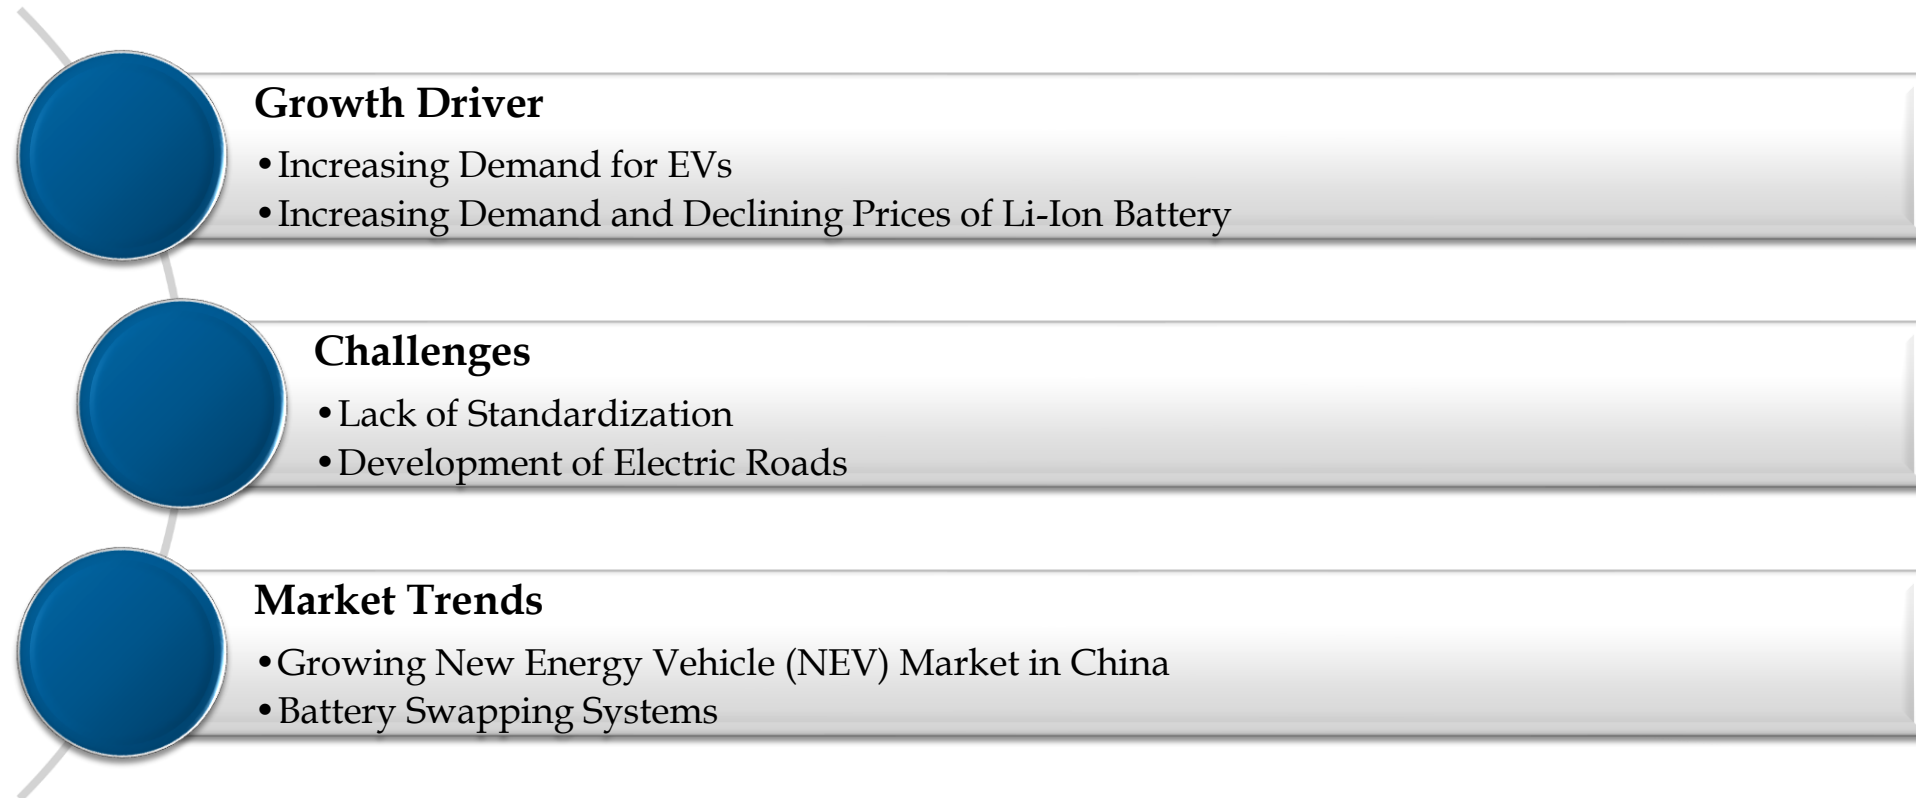 Growth Driver
•Increasing Demand for EVs
•Increasing Demand and Declining Prices of Li-Ion Battery
Challenges
•Lack of Standardization
•Development of Electric Roads
Market Trends
•Growing New Energy Vehicle (NEV) Market in China
•Battery Swapping Systems